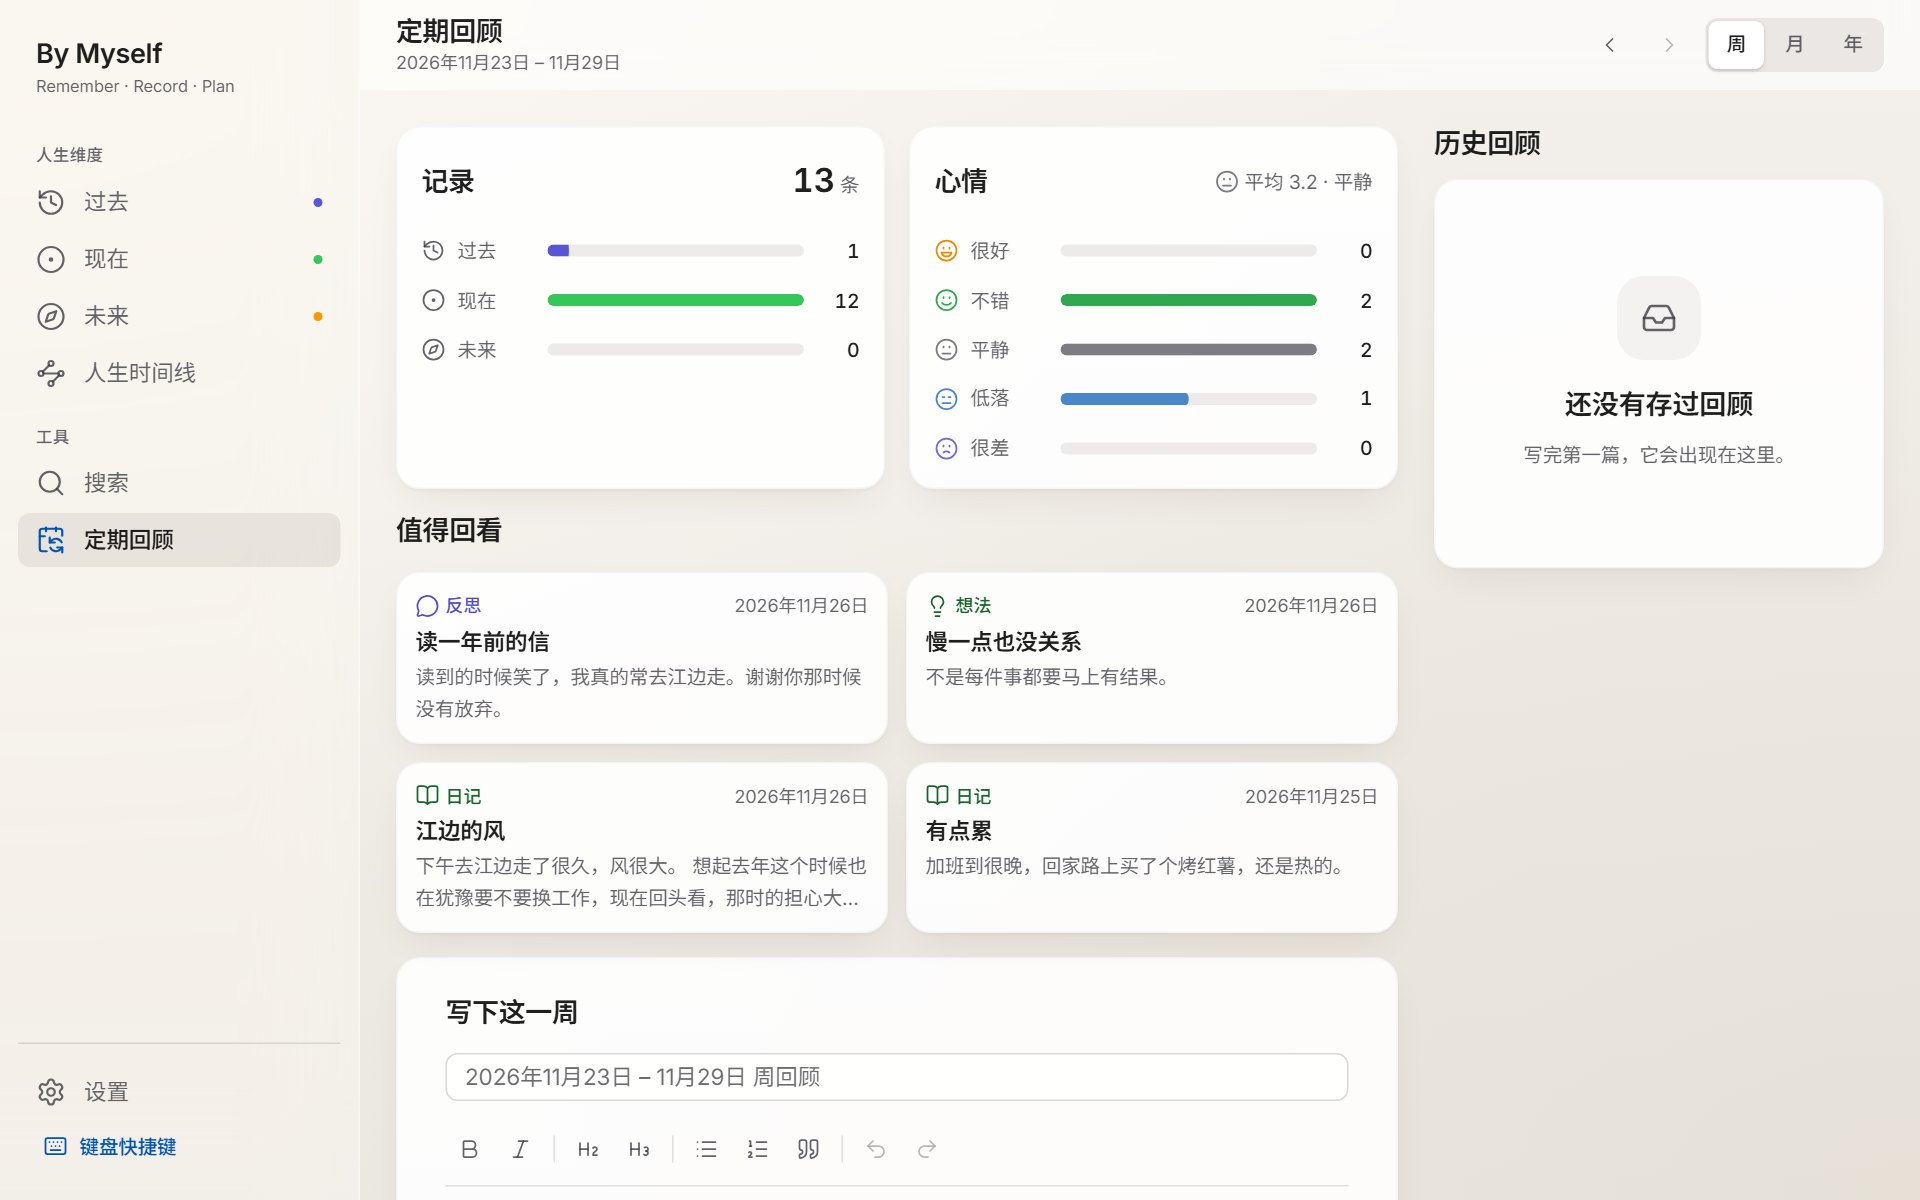 By Myself
Remember · Record · Plan
人生维度
过去
现在
未来
人生时间线
工具
搜索
定期回顾
设置
键盘快捷键
定期回顾
2026年11月23日 – 11月29日
周 月 年
记录 13 条
过去 1
现在 12
未来 0
心情 平均 3.2 · 平静
很好 0
不错 2
平静 2
低落 1
很差 0
值得回看
反思 2026年11月26日
读一年前的信
读到的时候笑了，我真的常去江边走。谢谢你那时候
没有放弃。
想法 2026年11月26日
慢一点也没关系
不是每件事都要马上有结果。
日记 2026年11月26日
江边的风
下午去江边走了很久，风很大。 想起去年这个时候也
在犹豫要不要换工作，现在回头看，那时的担心大…
日记 2026年11月25日
有点累
加班到很晚，回家路上买了个烤红薯，还是热的。
写下这一周
2026年11月23日 – 11月29日 周回顾
B I H2 H3
历史回顾
还没有存过回顾
写完第一篇，它会出现在这里。